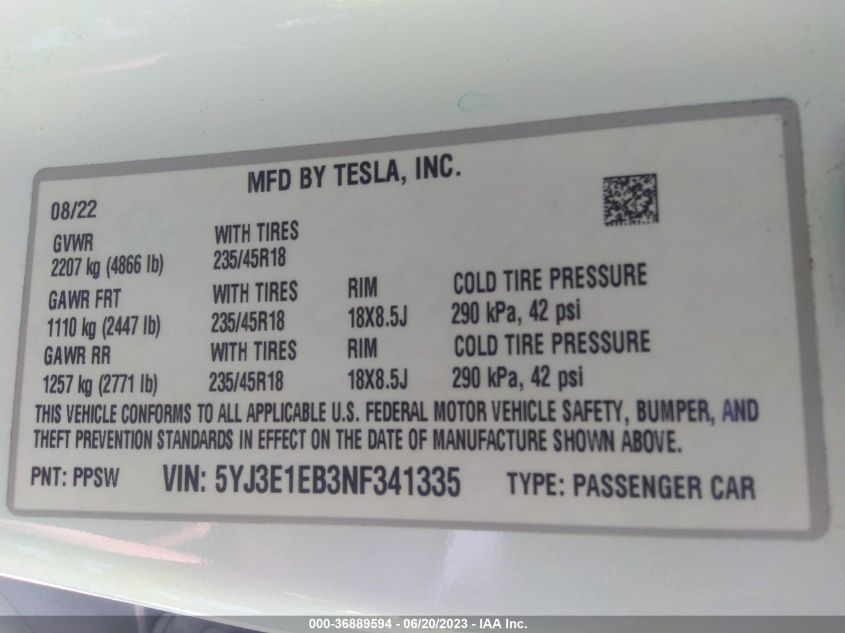 MFD BY TESLA, INC.
08/22
GVWR WITH TIRES
2207 kg (4866 lb) 235/45R18
GAWR FRT WITH TIRES RIM COLD TIRE PRESSURE
1110 kg (2447 lb) 235/45R18 18X8.5J 290 kPa, 42 psi
GAWR RR WITH TIRES RIM COLD TIRE PRESSURE
1257 kg (2771 lb) 235/45R18 18X8.5J 290 kPa, 42 psi
THIS VEHICLE CONFORMS TO ALL APPLICABLE U.S. FEDERAL MOTOR VEHICLE SAFETY, BUMPER, AND
THEFT PREVENTION STANDARDS IN EFFECT ON THE DATE OF MANUFACTURE SHOWN ABOVE.
PNT: PPSW VIN: 5YJ3E1EB3NF341335 TYPE: PASSENGER CAR
000-36889594 - 06/20/2023 - IAA Inc.